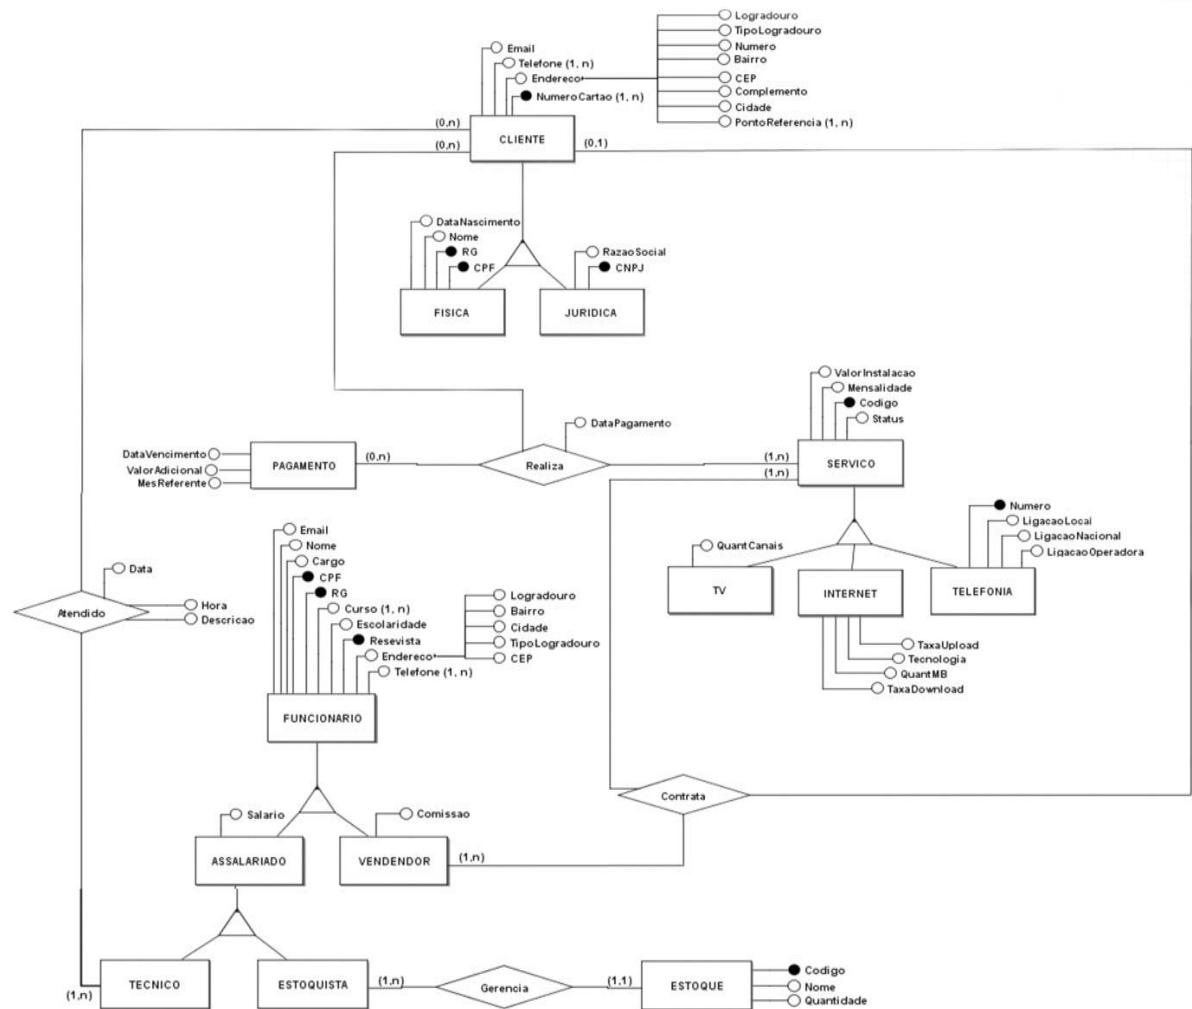 Logradouro
TipoLogradouro
Email
Numero
Telefone (1, n)
Bairro
Endereco
CEP
NumeroCartao (1, n)
Complemento
Cidade
PontoReferencia (1, n)
(0,n)
CLIENTE
(0,1)
(0,n)
DataNascimento
Nome
RG
CPF
RazaoSocial
CNPJ
FISICA
JURIDICA
ValorInstalacao
Mensalidade
Codigo
Status
DataPagamento
DataVencimento
ValorAdicional
MesReferente
PAGAMENTO
(0,n)
Realiza
(1,n)
(1,n)
SERVICO
Numero
LigacaoLocal
LigacaoNacional
LigacaoOperadora
QuantCanais
TV
INTERNET
TELEFONIA
TaxaUpload
Tecnologia
QuantMB
TaxaDownload
Email
Nome
Cargo
CPF
RG
Curso (1, n)
Escolaridade
Resevista
Endereco
Telefone (1, n)
Logradouro
Bairro
Cidade
TipoLogradouro
CEP
Data
Atendido
Hora
Descricao
FUNCIONARIO
Salario
Comissao
ASSALARIADO
VENDENDOR
(1,n)
Contrata
(1,n)
TECNICO
ESTOQUISTA
(1,n)
Gerencia
(1,1)
ESTOQUE
Codigo
Nome
Quantidade